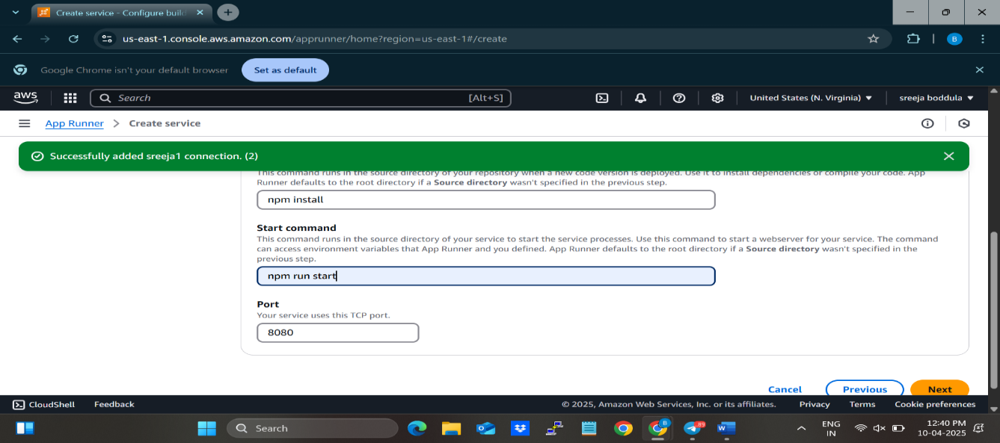 Create service - Configure build
us-east-1.console.aws.amazon.com/apprunner/home?region=us-east-1#/create
B
Google Chrome isn't your default browser
Set as default
aws
Search
[Alt+S]
United States (N. Virginia)
sreeja boddula
App Runner
Create service
Successfully added sreeja1 connection. (2)
This command runs in the source directory of your repository when a new code version is deployed. Use it to install dependencies or compile your code. App
Runner defaults to the root directory if a Source directory wasn't specified in the previous step.
npm install
Start command
This command runs in the source directory of your service to start the service processes. Use this command to start a webserver for your service. The command
can access environment variables that App Runner and you defined. App Runner defaults to the root directory if a Source directory wasn't specified in the
previous step.
npm run start
Port
Your service uses this TCP port.
8080
Cancel
Previous
Next
CloudShell
Feedback
© 2025, Amazon Web Services, Inc. or its affiliates.
Privacy
Terms
Cookie preferences
Search
B
89
ENG
IN
12:40 PM
10-04-2025